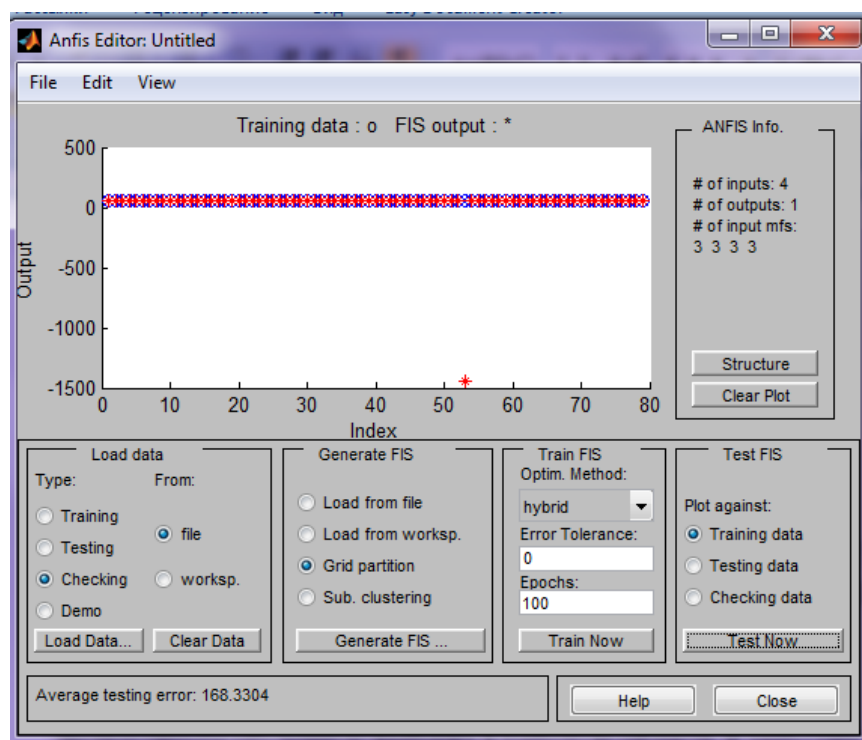 Anfis Editor: Untitled
File Edit View
Training data : o FIS output : *
500
0
-500
-1000
-1500
Output
0 10 20 30 40 50 60 70 80
Index
ANFIS Info.
# of inputs: 4
# of outputs: 1
# of input mfs:
3 3 3 3
Structure
Clear Plot
Load data
Type: From:
Training
Testing
Checking
Demo
file
worksp.
Load Data... Clear Data
Generate FIS
Load from file
Load from worksp.
Grid partition
Sub. clustering
Generate FIS ...
Train FIS
Optim. Method:
hybrid
Error Tolerance:
0
Epochs:
100
Train Now
Test FIS
Plot against:
Training data
Testing data
Checking data
Test Now
Average testing error: 168.3304
Help Close